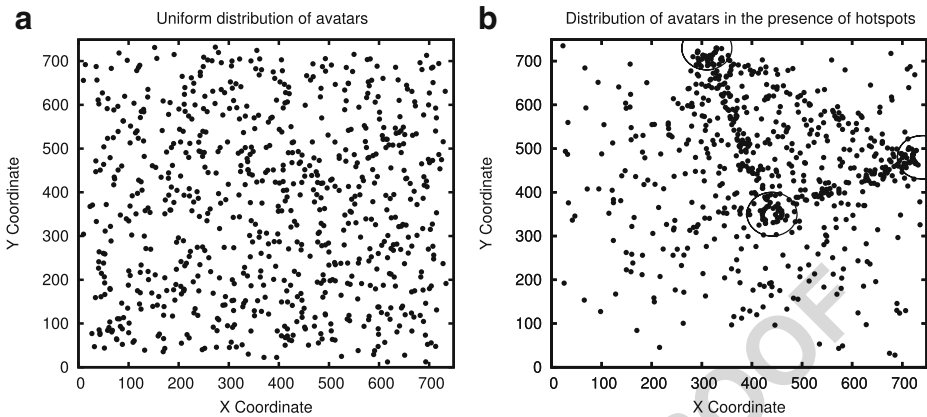 a
Uniform distribution of avatars
700
600
500
400
300
200
100
0
Y Coordinate
0 100 200 300 400 500 600 700
X Coordinate
b
Distribution of avatars in the presence of hotspots
700
600
500
400
300
200
100
0
Y Coordinate
0 100 200 300 400 500 600 700
X Coordinate
OOF